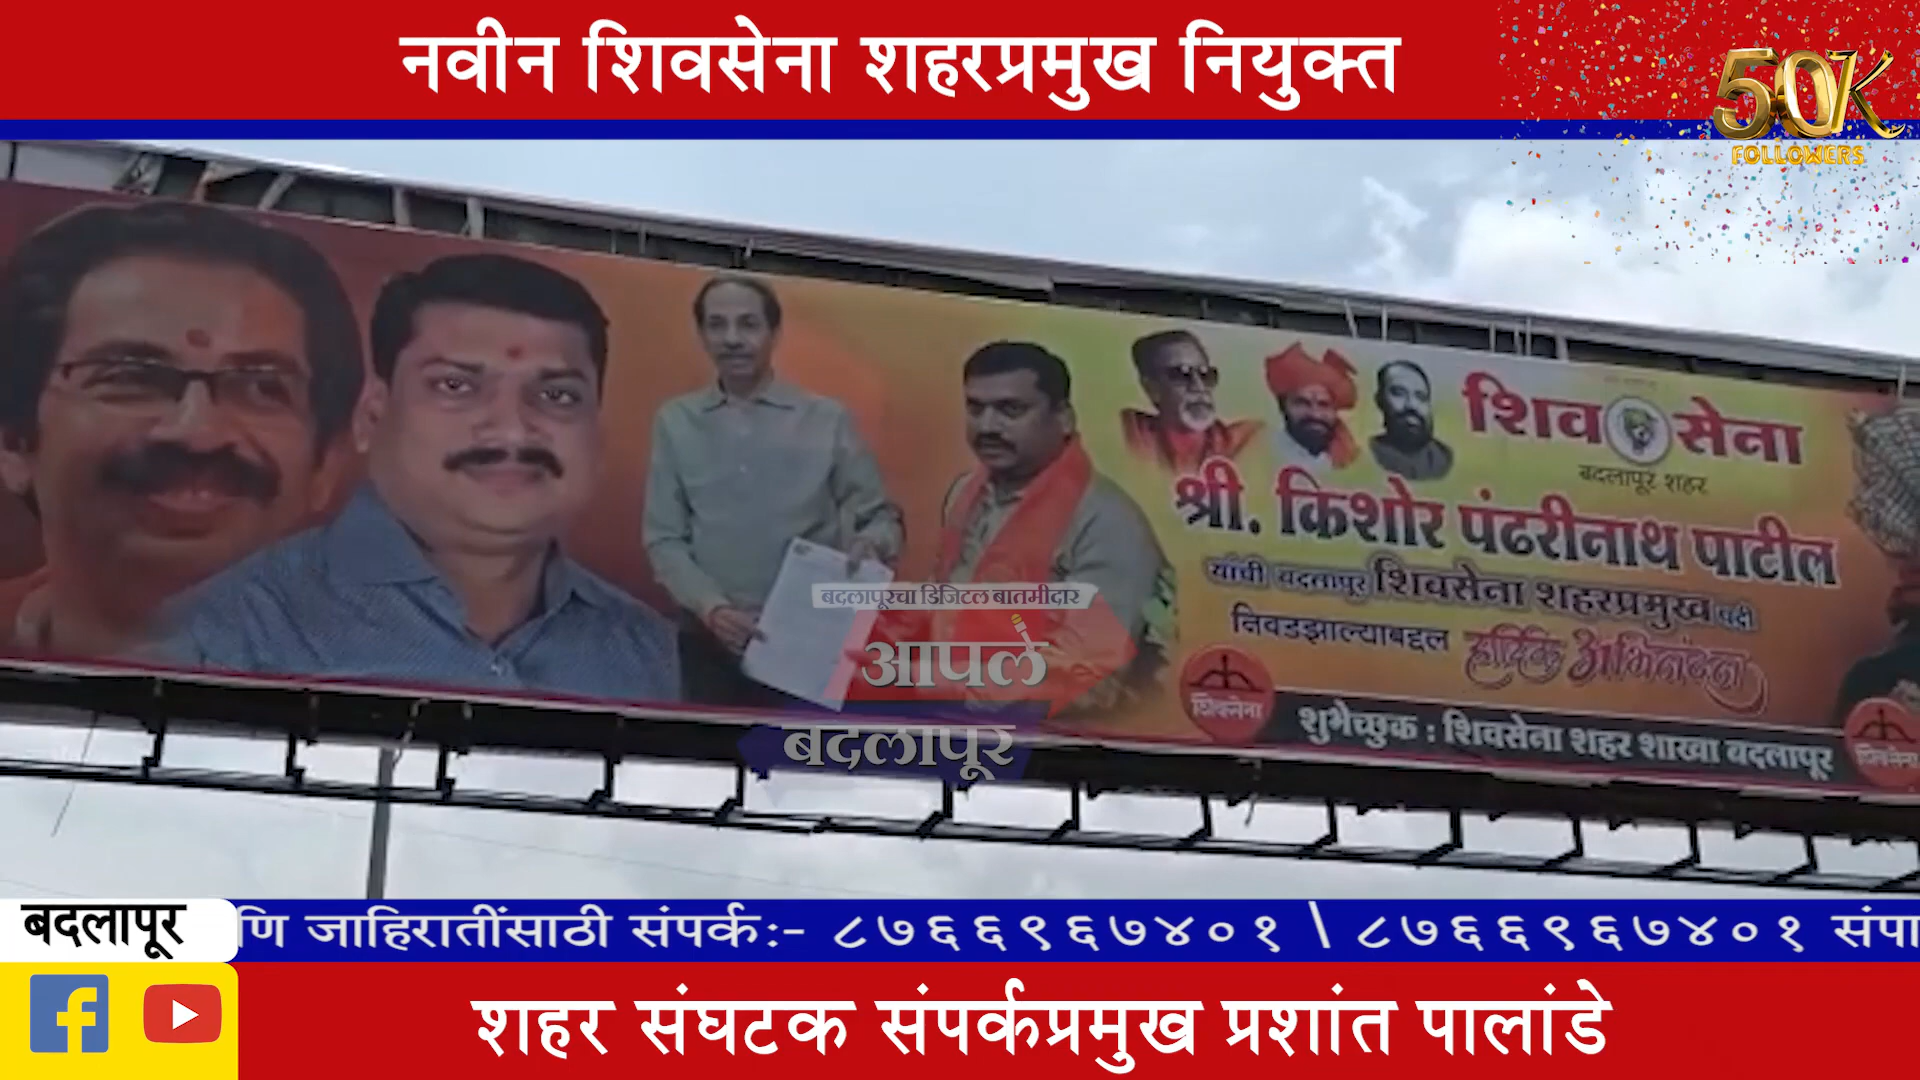 नवीन शिवसेना शहरप्रमुख नियुक्त
50K
FOLLOWERS
शिवसेना
बदलापूर शहर
श्री. किशोर पंढरीनाथ पाटील
यांची बदलापूर शिवसेना शहरप्रमुख पदी
निवडझाल्याबद्दल हार्दिक अभिनंदन
शिवसेना
शुभेच्छुक : शिवसेना शहर शाखा बदलापूर
शिवसेना
बदलापूरचा डिजिटल बातमीदार
आपलं
बदलापूर
बदलापूर
णि जाहिरातींसाठी संपर्क:- ८७६६९६७४०१ \ ८७६६९६७४०१ संपा
शहर संघटक संपर्कप्रमुख प्रशांत पालांडे